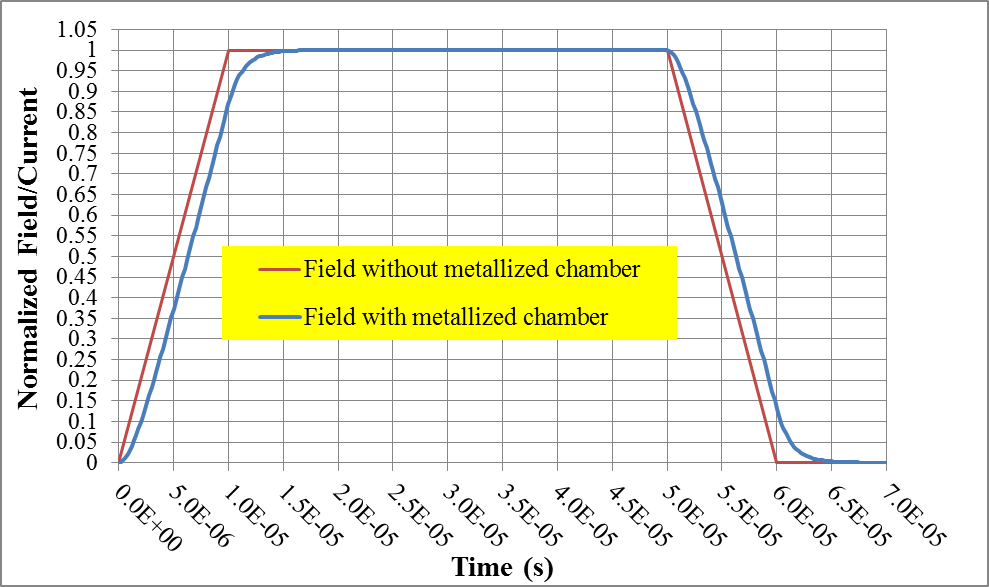 1.05
1
0.95
0.9
0.85
0.8
0.75
0.7
0.65
0.6
0.55
0.5
0.45
0.4
0.35
0.3
0.25
0.2
0.15
0.1
0.05
0
Normalized Field/Current
Field without metallized chamber
Field with metallized chamber
0.0E+00
5.0E-06
1.0E-05
1.5E-05
2.0E-05
2.5E-05
3.0E-05
3.5E-05
4.0E-05
4.5E-05
5.0E-05
5.5E-05
6.0E-05
6.5E-05
7.0E-05
Time (s)